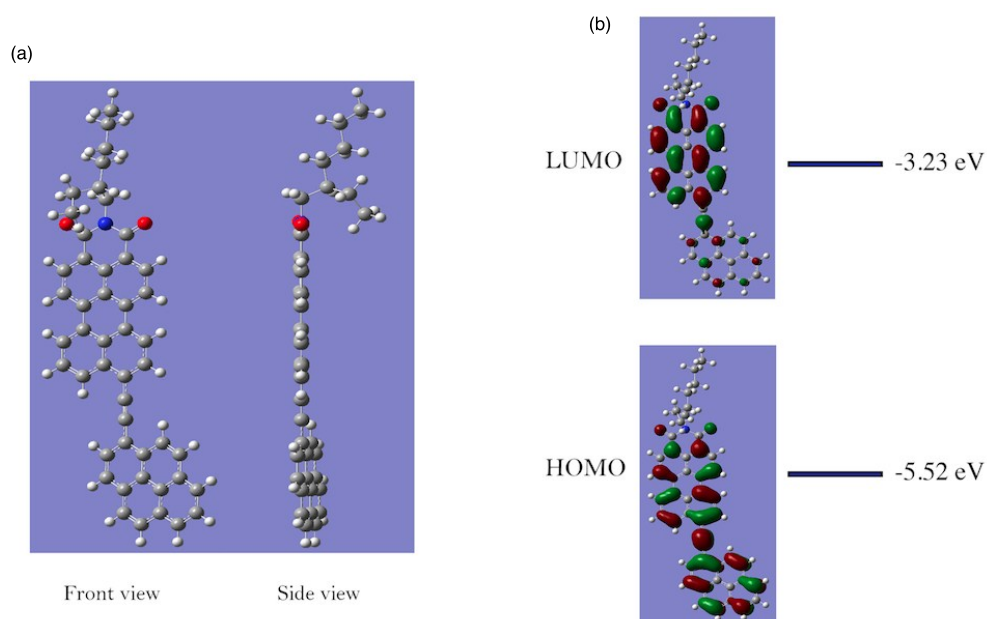 (a)
Front view
Side view
(b)
LUMO
-3.23 eV
HOMO
-5.52 eV